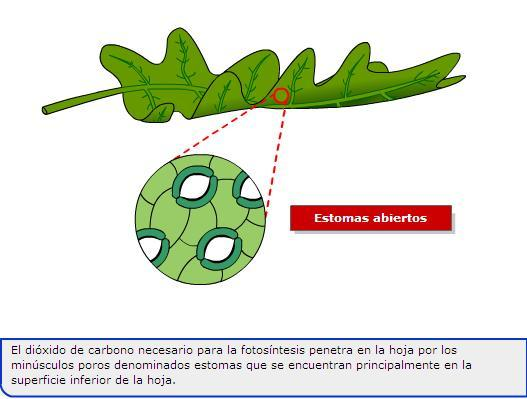 Estomas abiertos
El dióxido de carbono necesario para la fotosíntesis penetra en la hoja por los
minúsculos poros denominados estomas que se encuentran principalmente en la
superficie inferior de la hoja.